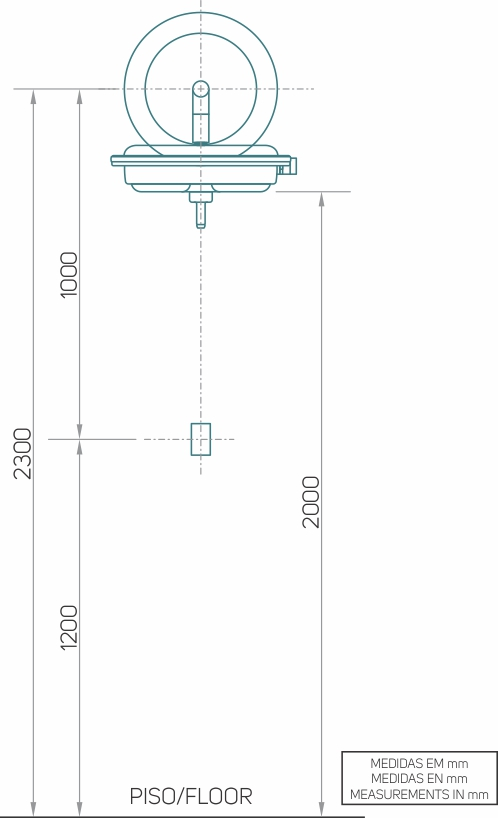 1000
2300
2000
1200
PISO/FLOOR
MEDIDAS EM mm
MEDIDAS EN mm
MEASUREMENTS IN mm